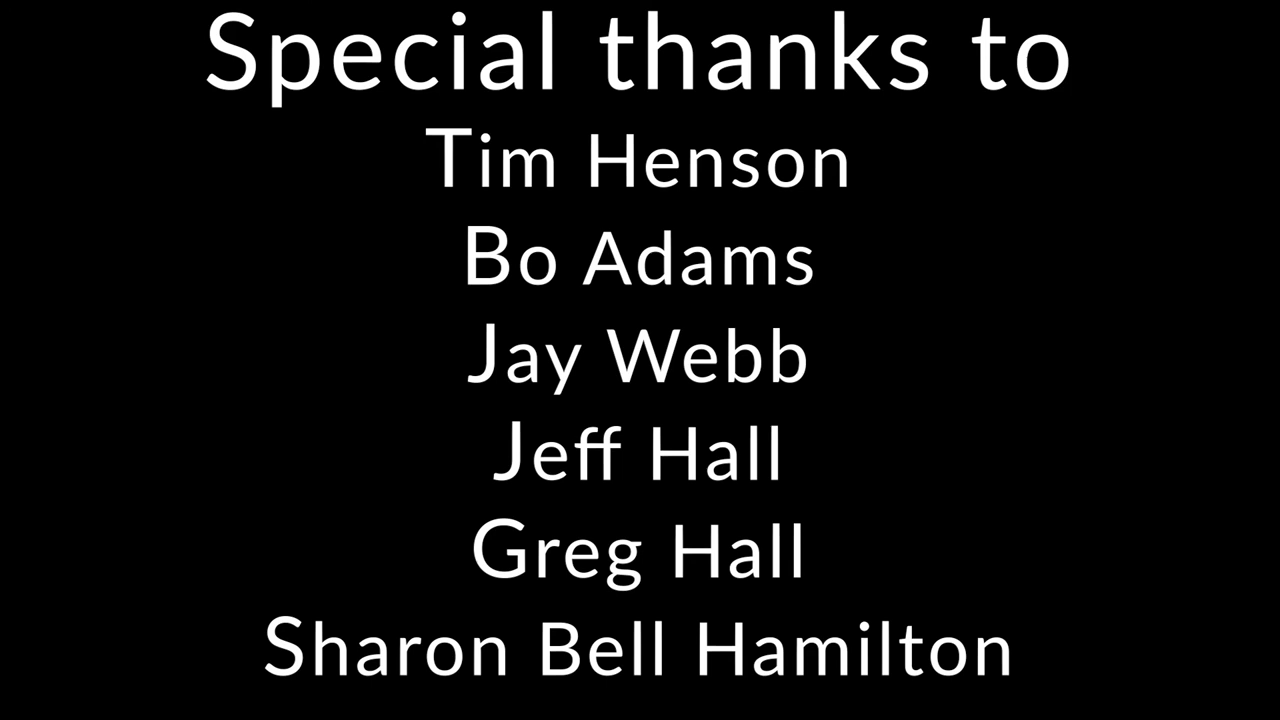 Special thanks to
Tim Henson
Bo Adams
Jay Webb
Jeff Hall
Greg Hall
Sharon Bell Hamilton